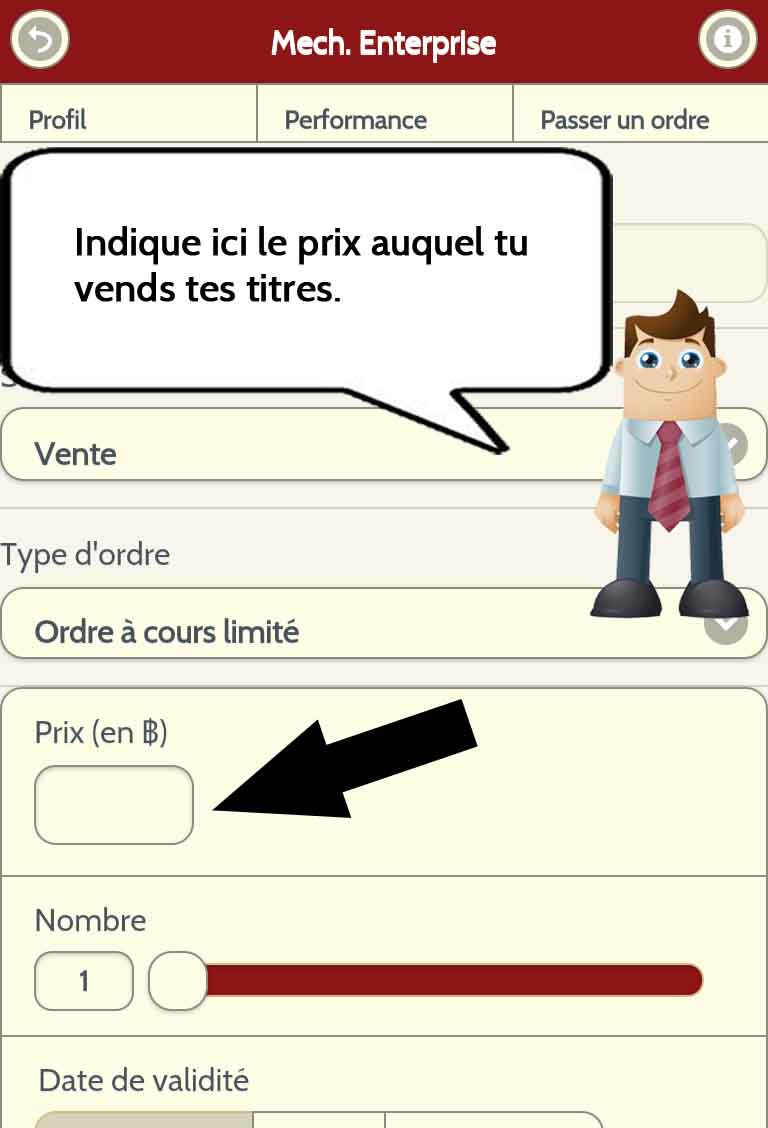 Mech. Enterprise
Profil
Performance
Passer un ordre
Indique ici le prix auquel tu
vends tes titres.
Vente
Type d'ordre
Ordre à cours limité
Prix (en ฿)
Nombre
1
Date de validité